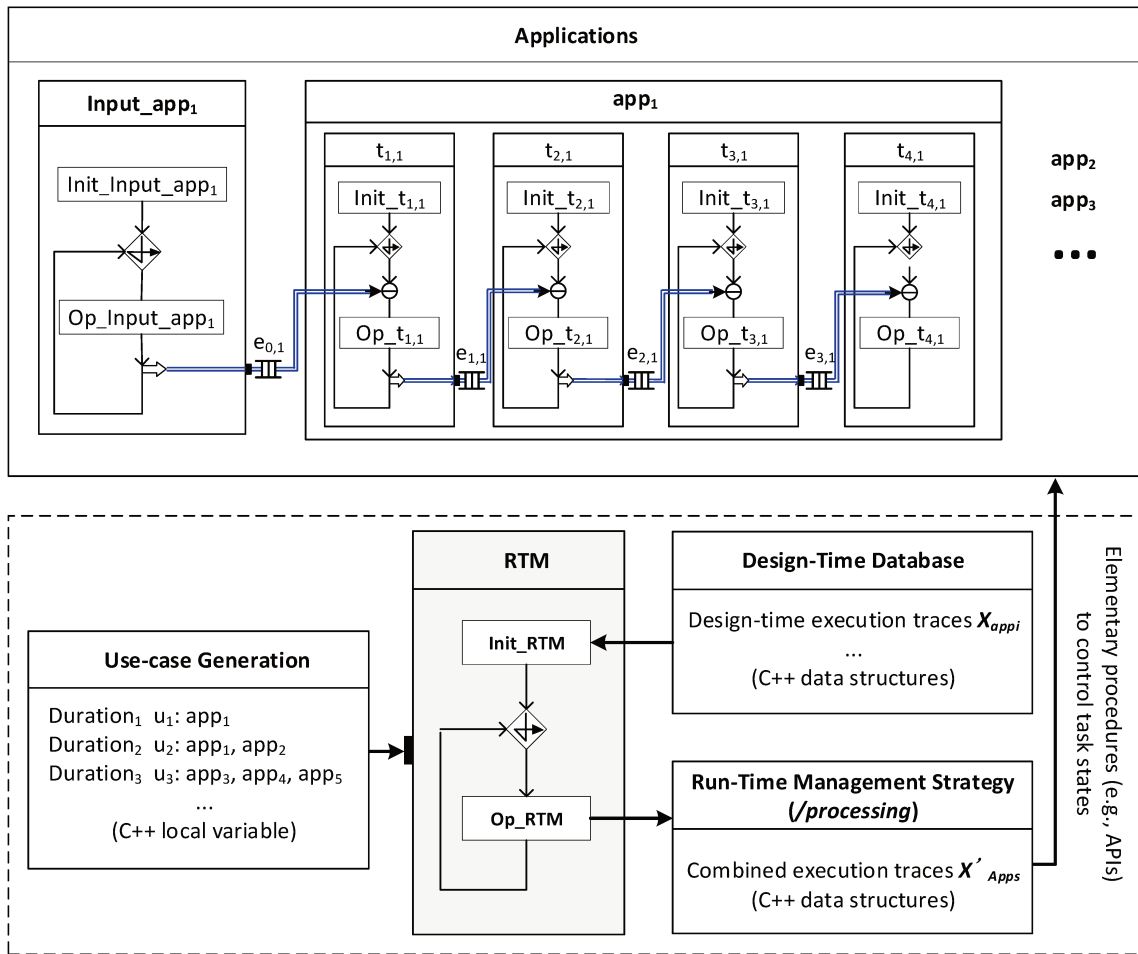 Applications
Input_app₁
Init_Input_app₁
Op_Input_app₁
e₀,₁
app₁
t₁,₁
Init_t₁,₁
Op_t₁,₁
e₁,₁
t₂,₁
Init_t₂,₁
Op_t₂,₁
e₂,₁
t₃,₁
Init_t₃,₁
Op_t₃,₁
e₃,₁
t₄,₁
Init_t₄,₁
Op_t₄,₁
app₂
app₃
...
Use-case Generation
Duration₁ u₁: app₁
Duration₂ u₂: app₁, app₂
Duration₃ u₃: app₃, app₄, app₅
...
(C++ local variable)
RTM
Init_RTM
Op_RTM
Design-Time Database
Design-time execution traces X_appi
...
(C++ data structures)
Run-Time Management Strategy
(/processing)
Combined execution traces X′_Apps
(C++ data structures)
Elementary procedures (e.g., APIs)
to control task states